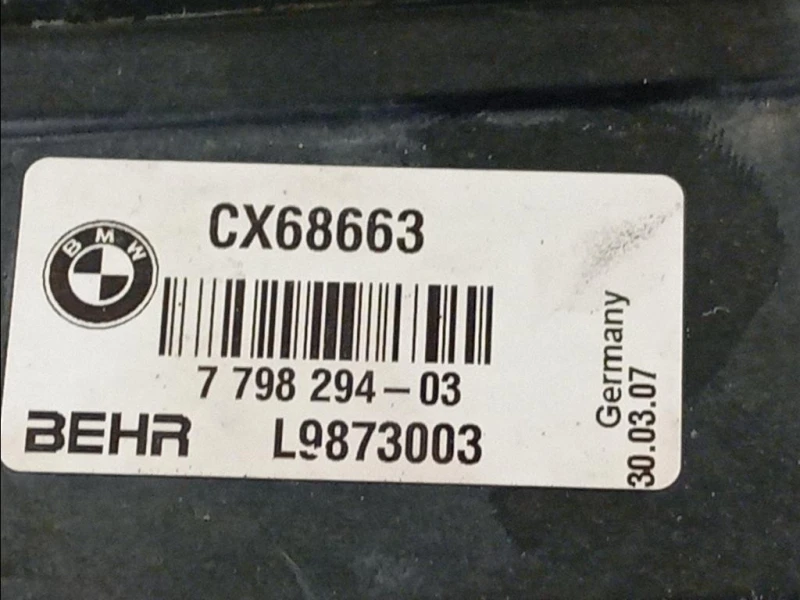 BMW
CX68663
7 798 294-03
BEHR L9873003
Germany
30.03.07